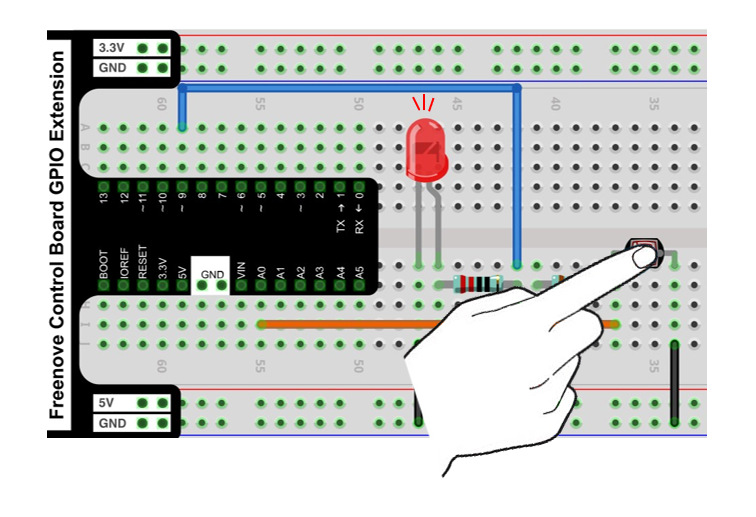 Freenove Control Board GPIO Extension
3.3V
GND
60
55
50
45
40
35
A
B
C
13
12
~11
~10
~ 9
8
7
~ 6
~ 5
4
~ 3
2
TX → 1
RX ← 0
BOOT
IOREF
RESET
3.3V
5V
GND
VIN
A0
A1
A2
A3
A4
A5
H
I
J
60
55
50
35
5V
GND